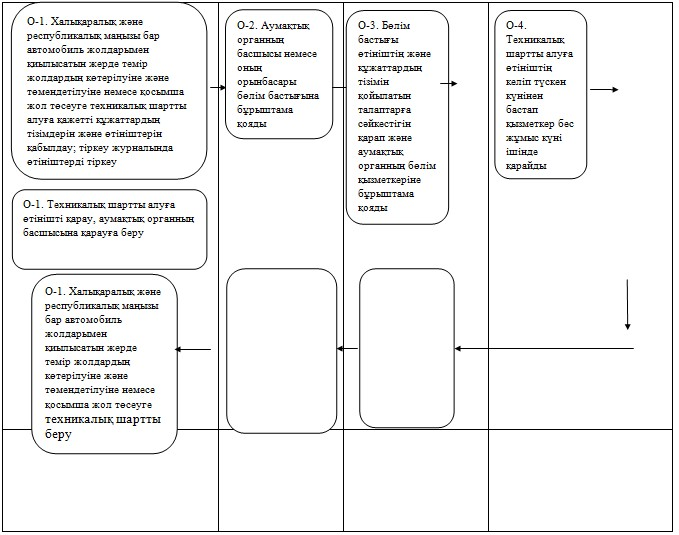 О-1. Халықаралық және
республикалық маңызы бар
автомобиль жолдарымен
қиылысатын жерде темір
жолдардың көтерілуіне және
төмендетілуіне немесе қосымша
жол төсеуге техникалық шартты
алуға қажетті құжаттардың
тізімдерін және өтініштерін
қабылдау; тіркеу журналында
өтініштерді тіркеу
О-2. Аумақтық
органның
басшысы немесе
оның
орынбасары
бөлім бастығына
бұрыштама
қояды
О-3. Бөлім
бастығы
өтініштің және
құжаттардың
тізімін
қойылатын
талаптарға
сәйкестігін
қарап және
аумақтық
органның бөлім
қызметкеріне
бұрыштама
қояды
О-4.
Техникалық
шартты алуға
өтініштің
келіп түскен
күнінен
бастап
қызметкер бес
жұмыс күні
ішінде
қарайды
О-1. Техникалық шартты алуға
өтінішті қарау, аумақтық органның
басшысына қарауға беру
О-1. Халықаралық және
республикалық маңызы
бар автомобиль
жолдарымен
қиылысатын жерде
темір жолдардың
көтерілуіне және
төмендетілуіне немесе
қосымша жол төсеуге
техникалық шартты
беру